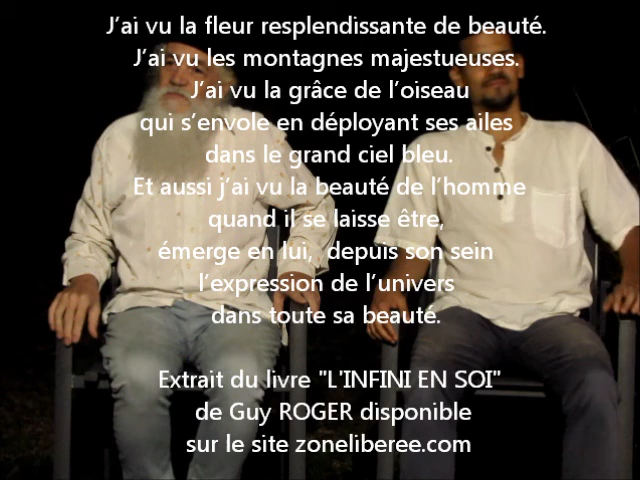 J’ai vu la fleur resplendissante de beauté.
J’ai vu les montagnes majestueuses.
J’ai vu la grâce de l’oiseau
qui s’envole en déployant ses ailes
dans le grand ciel bleu.
Et aussi j’ai vu la beauté de l’homme
quand il se laisse être,
émerge en lui, depuis son sein
l’expression de l’univers
dans toute sa beauté.
Extrait du livre "L'INFINI EN SOI"
de Guy ROGER disponible
sur le site zoneliberee.com